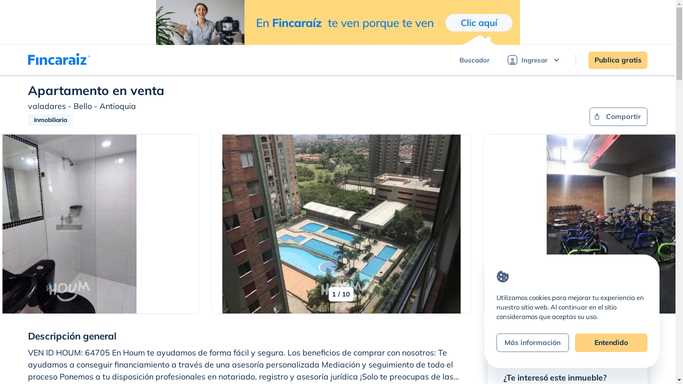 En Fincaraíz te ven porque te ven
Clic aquí
Fincaraiz
Buscador
Ingresar
Publica gratis
Apartamento en venta
valadares - Bello - Antioquia
Inmobiliaria
Compartir
HOUM
HOUM
1 / 10
Utilizamos cookies para mejorar tu experiencia en
nuestro sitio web. Al continuar en el sitio
consideramos que aceptas su uso.
Más información
Entendido
Descripción general
VEN ID HOUM: 64705 En Houm te ayudamos de forma fácil y segura. Los beneficios de comprar con nosotros: Te
ayudamos a conseguir financiamiento a través de una asesoría personalizada Mediación y seguimiento de todo el
proceso Ponemos a tu disposición profesionales en notariado, registro y asesoría jurídica ¡Solo te preocupas de las...
¿Te interesó este inmueble?